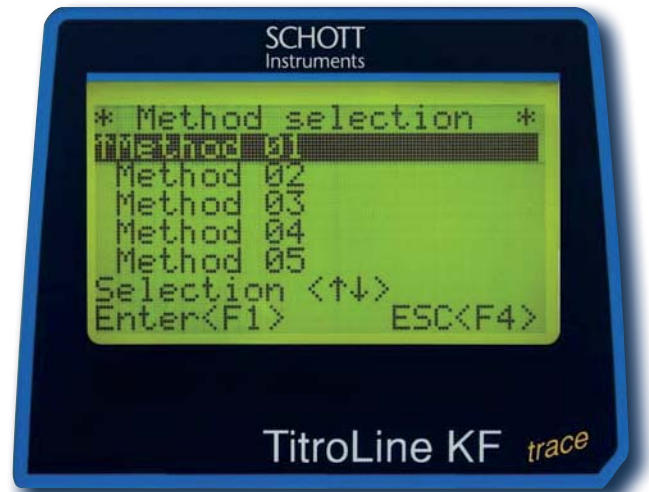 SCHOTT
Instruments
* Method selection *
↑Method 01
Method 02
Method 03
Method 04
Method 05
Selection <↑↓>
Enter<F1> ESC<F4>
TitroLine KF trace